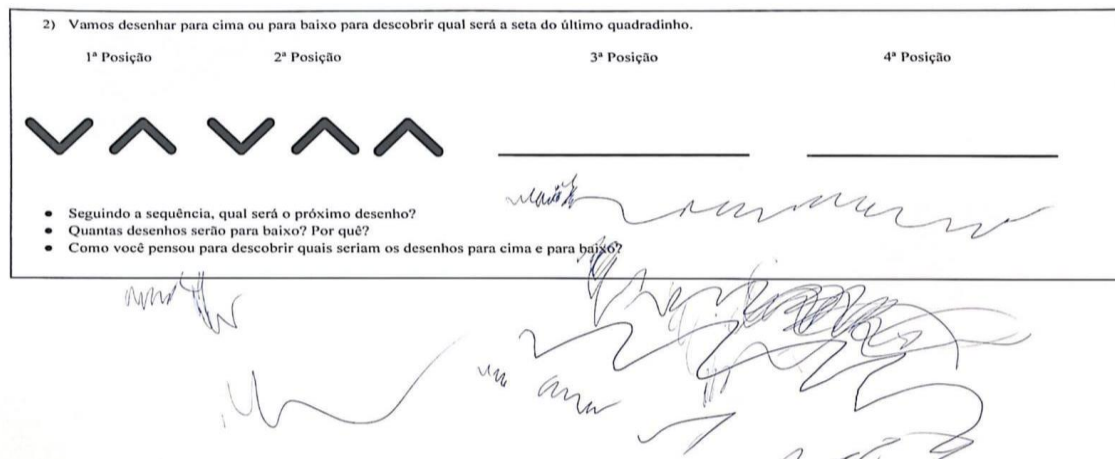 2) Vamos desenhar para cima ou para baixo para descobrir qual será a seta do último quadradinho.
1ª Posição 2ª Posição 3ª Posição 4ª Posição
• Seguindo a sequência, qual será o próximo desenho?
• Quantas desenhos serão para baixo? Por quê?
• Como você pensou para descobrir quais seriam os desenhos para cima e para baixo?